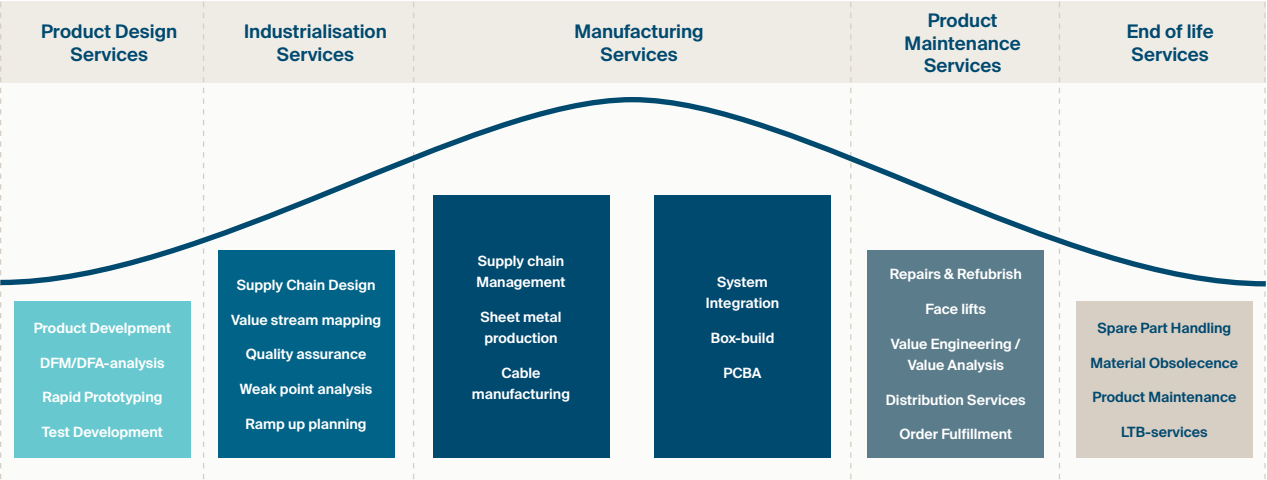 Product Design
Services
Industrialisation
Services
Manufacturing
Services
Product
Maintenance
Services
End of life
Services
Product Develpment
DFM/DFA-analysis
Rapid Prototyping
Test Development
Supply Chain Design
Value stream mapping
Quality assurance
Weak point analysis
Ramp up planning
Supply chain
Management
Sheet metal
production
Cable
manufacturing
System
Integration
Box-build
PCBA
Repairs & Refubrish
Face lifts
Value Engineering /
Value Analysis
Distribution Services
Order Fulfillment
Spare Part Handling
Material Obsolecence
Product Maintenance
LTB-services